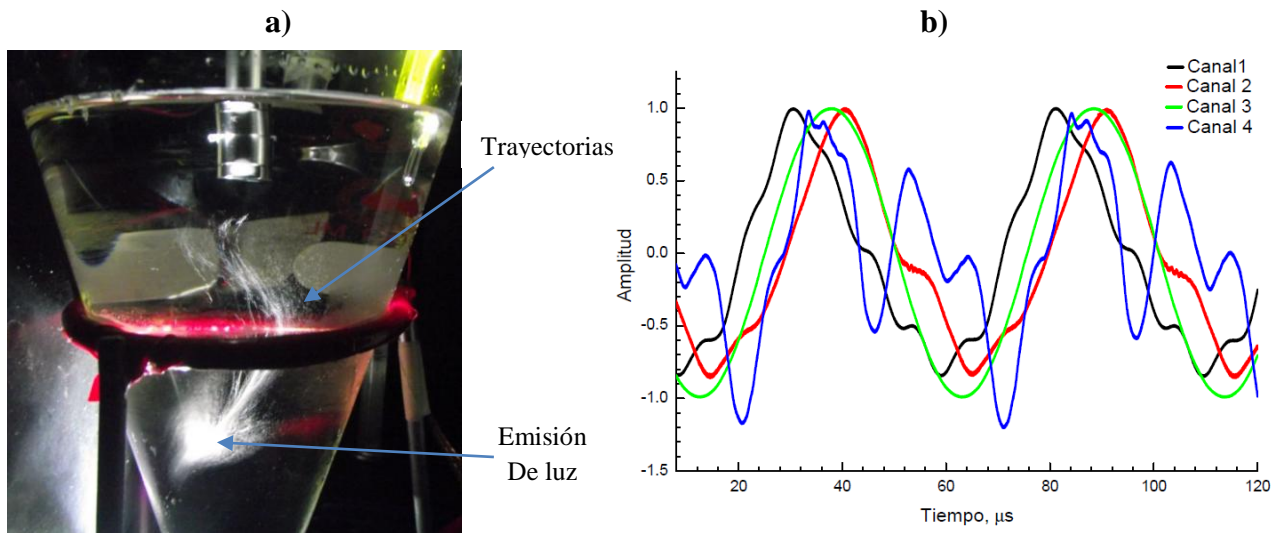 a)
b)
Trayectorias
Emisión
De luz
Canal1
Canal 2
Canal 3
Canal 4
Amplitud
1.0
0.5
0.0
-0.5
-1.0
-1.5
20
40
60
80
100
120
Tiempo, μs